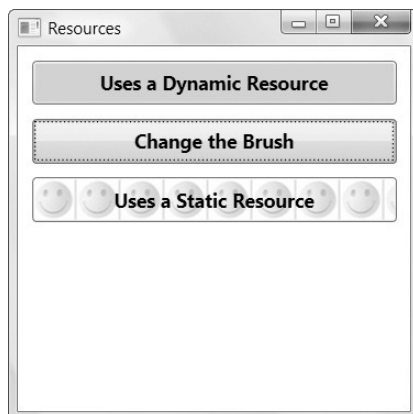 Resources
Uses a Dynamic Resource
Change the Brush
Uses a Static Resource